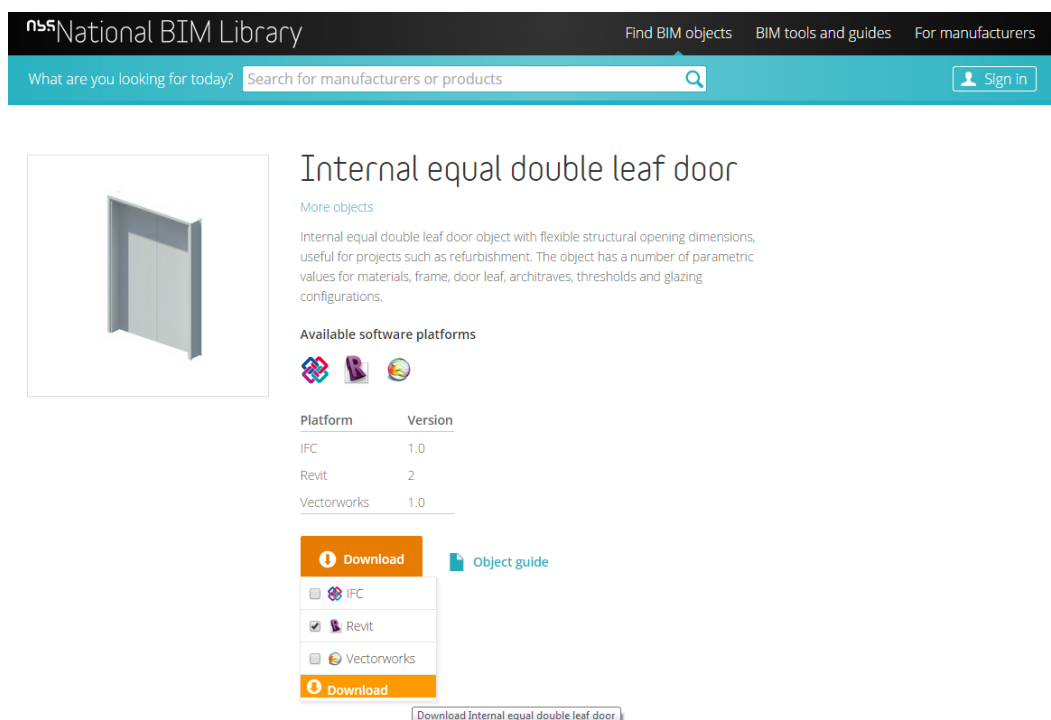 nbs National BIM Library
Find BIM objects BIM tools and guides For manufacturers
What are you looking for today? Search for manufacturers or products Sign in
Internal equal double leaf door
More objects
Internal equal double leaf door object with flexible structural opening dimensions,
useful for projects such as refurbishment. The object has a number of parametric
values for materials, frame, door leaf, architraves, thresholds and glazing
configurations.
Available software platforms
Platform Version
IFC 1.0
Revit 2
Vectorworks 1.0
Download Object guide
IFC
Revit
Vectorworks
Download
Download Internal equal double leaf door